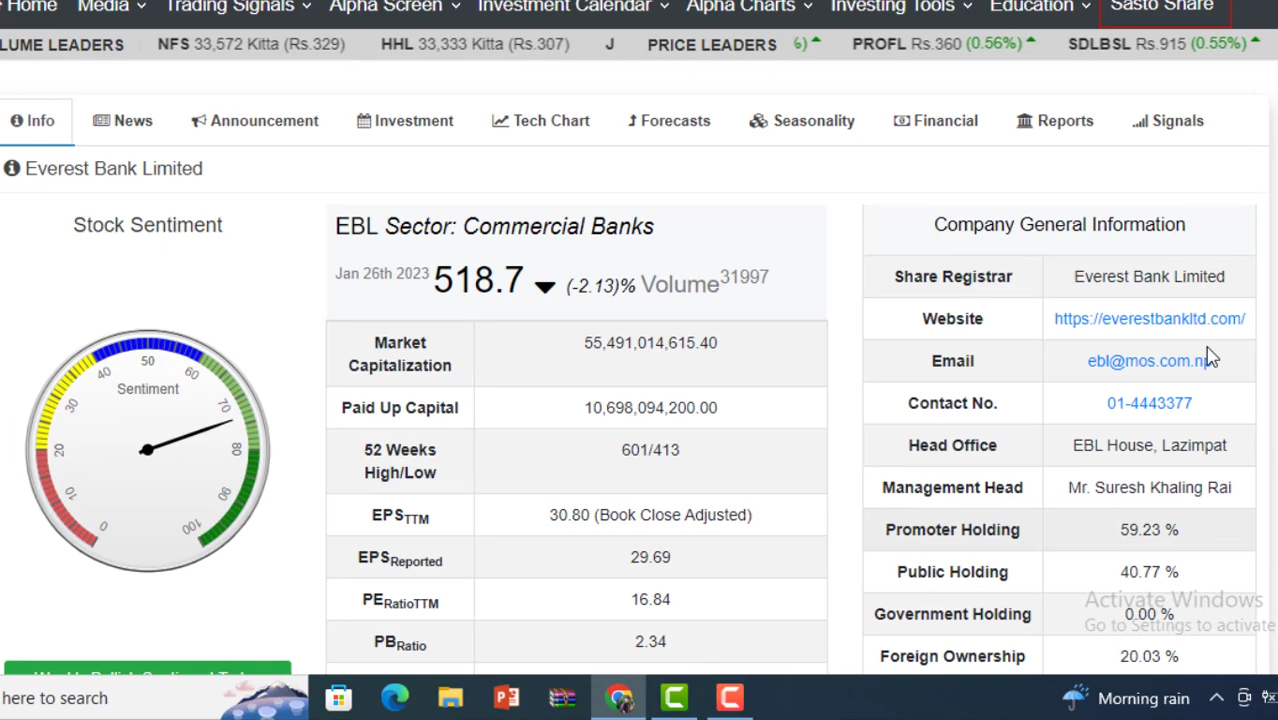 Home Media Trading Signals Alpha Screen Investment Calendar Alpha Charts Investing Tools Education Sasto Share
LUME LEADERS NFS 33,572 Kitta (Rs.329) HHL 33,333 Kitta (Rs.307) J PRICE LEADERS 6) PROFL Rs.360 (0.56%) SDLBSL Rs.915 (0.55%)
Info News Announcement Investment Tech Chart Forecasts Seasonality Financial Reports Signals
Everest Bank Limited
Stock Sentiment
0 10 20 30 40 50 60 70 80 90 100
Sentiment
EBL Sector: Commercial Banks
Jan 26th 2023 518.7 (-2.13)% Volume 31997
Market Capitalization 55,491,014,615.40
Paid Up Capital 10,698,094,200.00
52 Weeks High/Low 601/413
EPS TTM 30.80 (Book Close Adjusted)
EPS Reported 29.69
PE RatioTTM 16.84
PB Ratio 2.34
Company General Information
Share Registrar Everest Bank Limited
Website https://everestbankltd.com/
Email ebl@mos.com.np
Contact No. 01-4443377
Head Office EBL House, Lazimpat
Management Head Mr. Suresh Khaling Rai
Promoter Holding 59.23 %
Public Holding 40.77 %
Government Holding 0.00 %
Foreign Ownership 20.03 %
Activate Windows
Go to Settings to activate
here to search
Morning rain